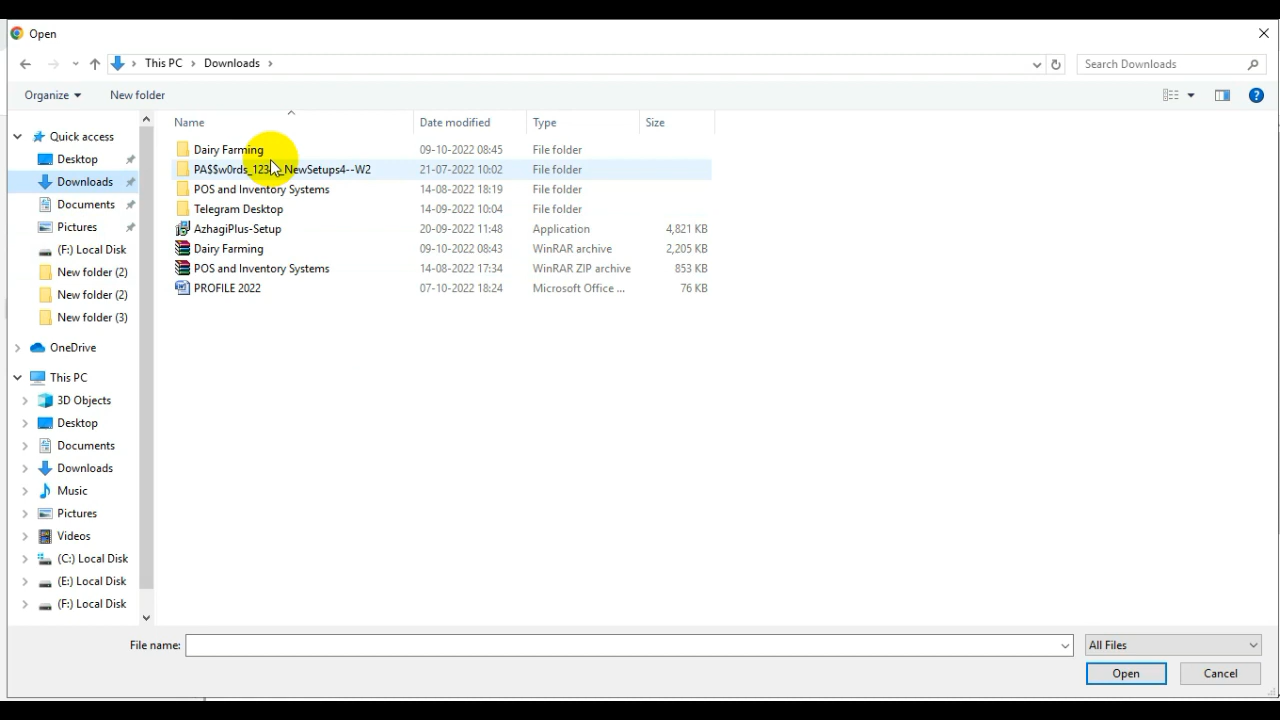 Open
This PC
Downloads
Search Downloads
Organize
New folder
Name
Date modified
Type
Size
Quick access
Desktop
Downloads
Documents
Pictures
(F:) Local Disk
New folder (2)
New folder (2)
New folder (3)
OneDrive
This PC
3D Objects
Desktop
Documents
Downloads
Music
Pictures
Videos
(C:) Local Disk
(E:) Local Disk
(F:) Local Disk
Dairy Farming 09-10-2022 08:45 File folder
21-07-2022 10:02 File folder
POS and Inventory Systems 14-08-2022 18:19 File folder
Telegram Desktop 14-09-2022 10:04 File folder
AzhagiPlus-Setup 20-09-2022 11:48 Application 4,821 KB
Dairy Farming 09-10-2022 08:43 WinRAR archive 2,205 KB
POS and Inventory Systems 14-08-2022 17:34 WinRAR ZIP archive 853 KB
PROFILE 2022 07-10-2022 18:24 Microsoft Office ... 76 KB
File name:
All Files
Open
Cancel